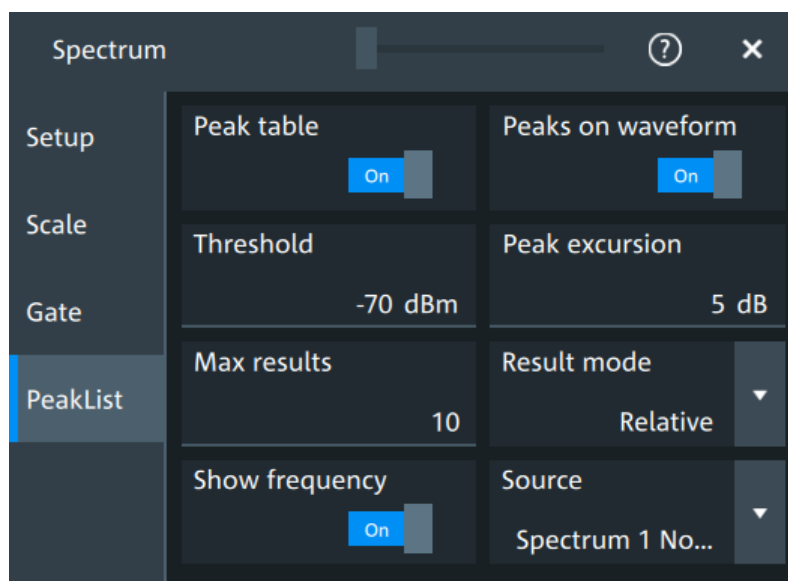 Spectrum
?
Setup
Scale
Gate
PeakList
Peak table
On
Peaks on waveform
On
Threshold
-70 dBm
Peak excursion
5 dB
Max results
10
Result mode
Relative
Show frequency
On
Source
Spectrum 1 No...